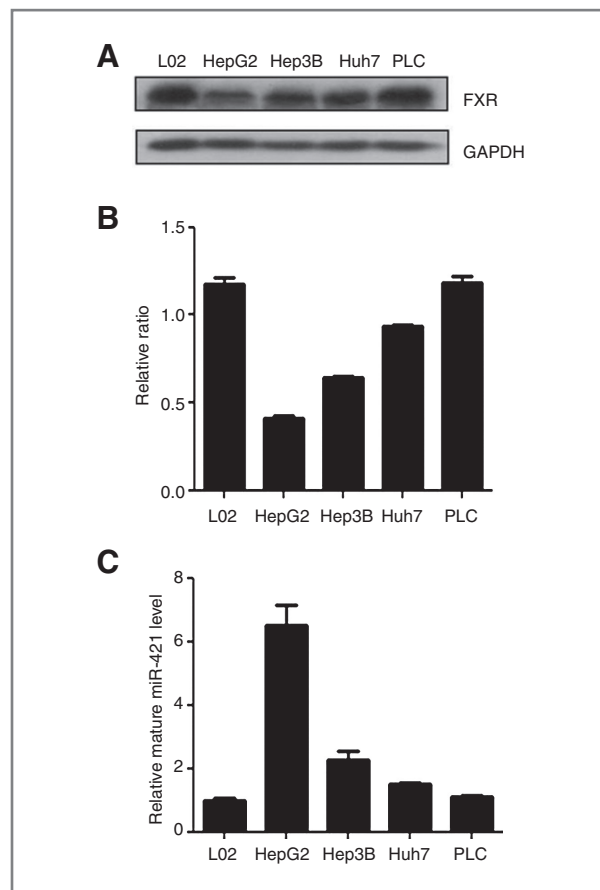 A
L02 HepG2 Hep3B Huh7 PLC
FXR
GAPDH
B
Relative ratio
1.5
1.0
0.5
0.0
L02 HepG2 Hep3B Huh7 PLC
C
Relative mature miR-421 level
8
6
4
2
0
L02 HepG2 Hep3B Huh7 PLC